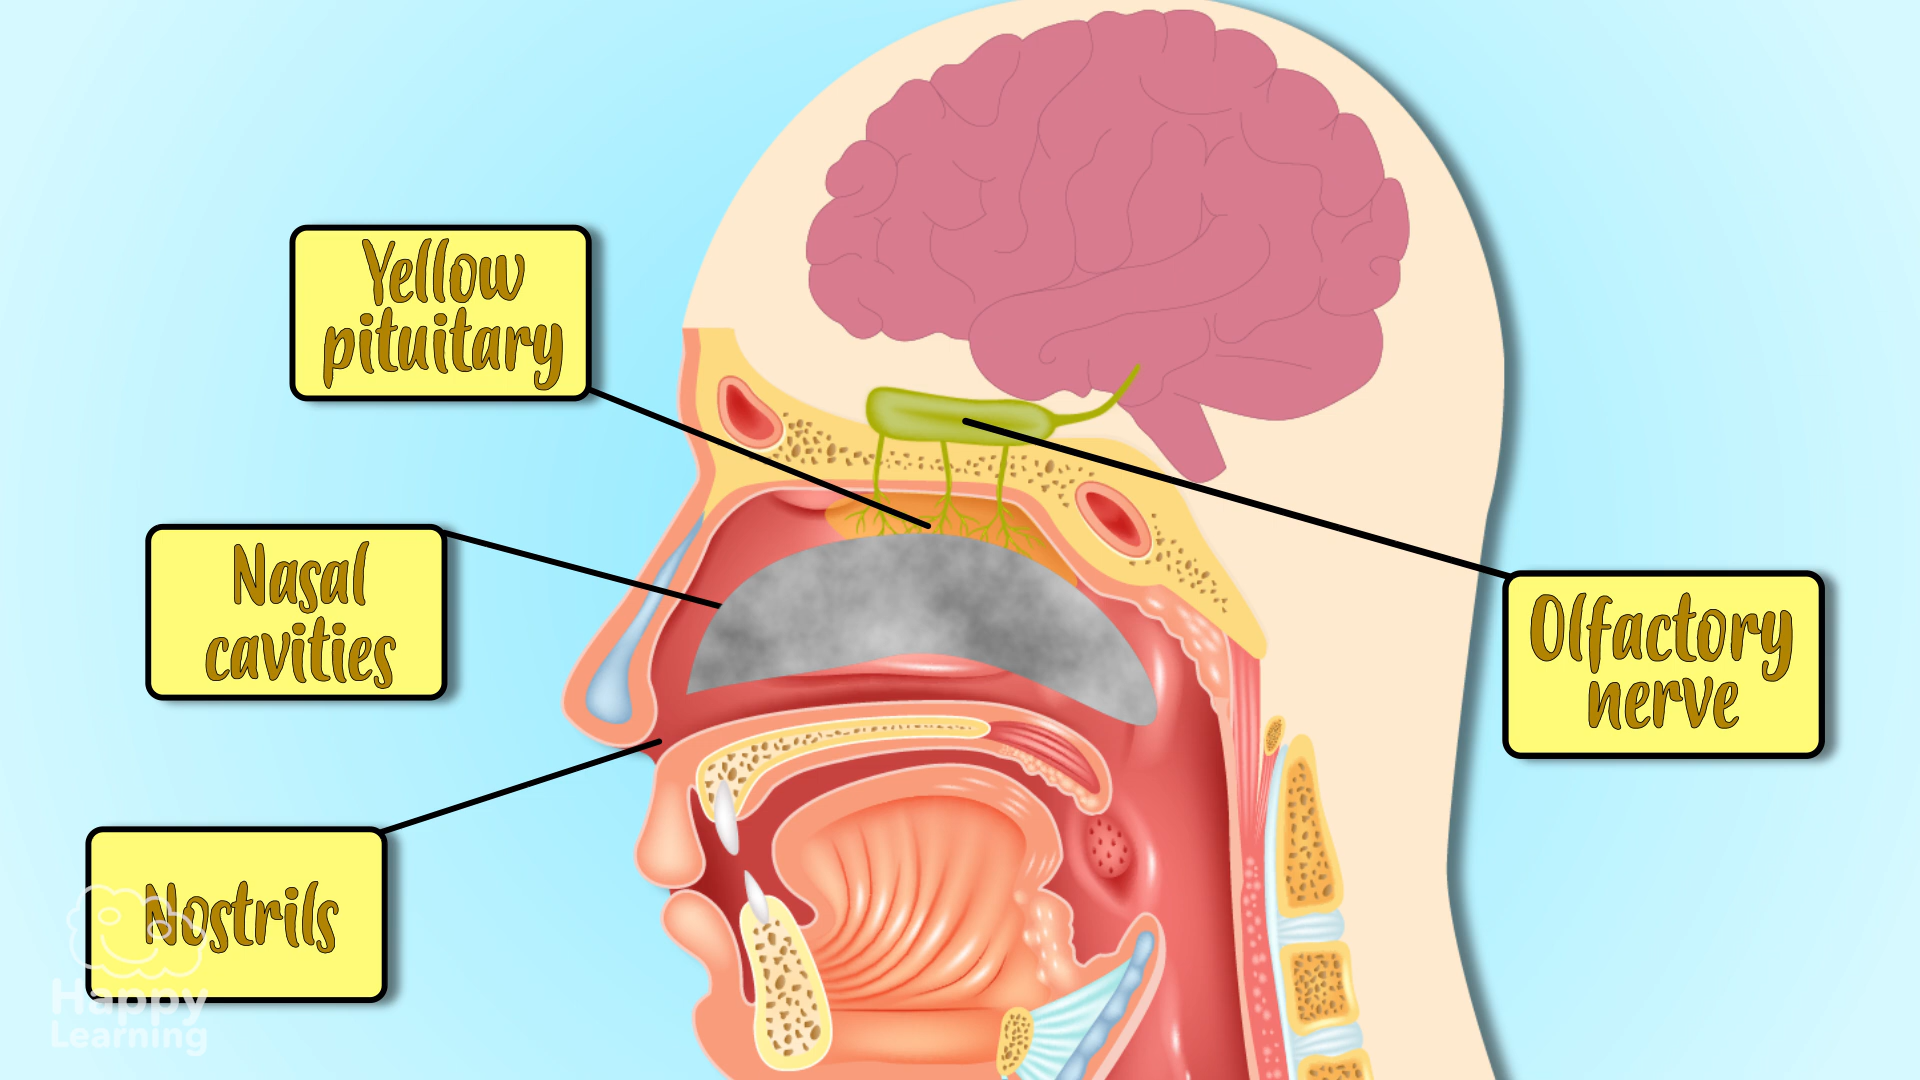 Yellow
pituitary
Nasal
cavities
Olfactory
nerve
Nostrils
Happy
Learning